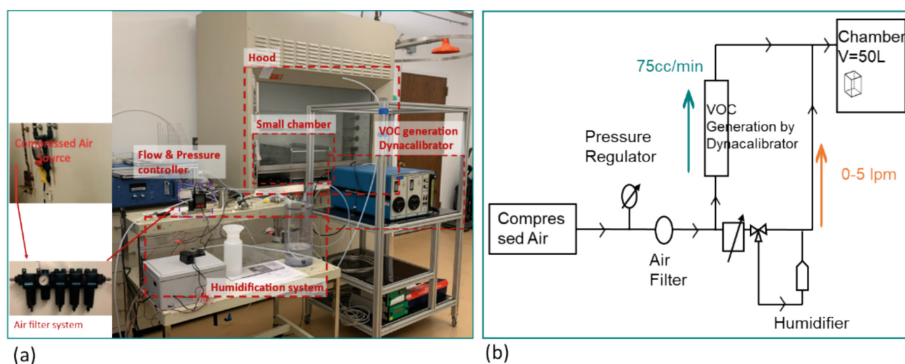 Hood
Small chamber
VOC generation
Dynacalibrator
Compressed Air
Source
Flow & Pressure
controller
Humidification system
Air filter system
(a)
75cc/min
Chamber
V=50L
VOC
Generation by
Dynacalibrator
Pressure
Regulator
0-5 lpm
Compres
sed Air
Air
Filter
Humidifier
(b)